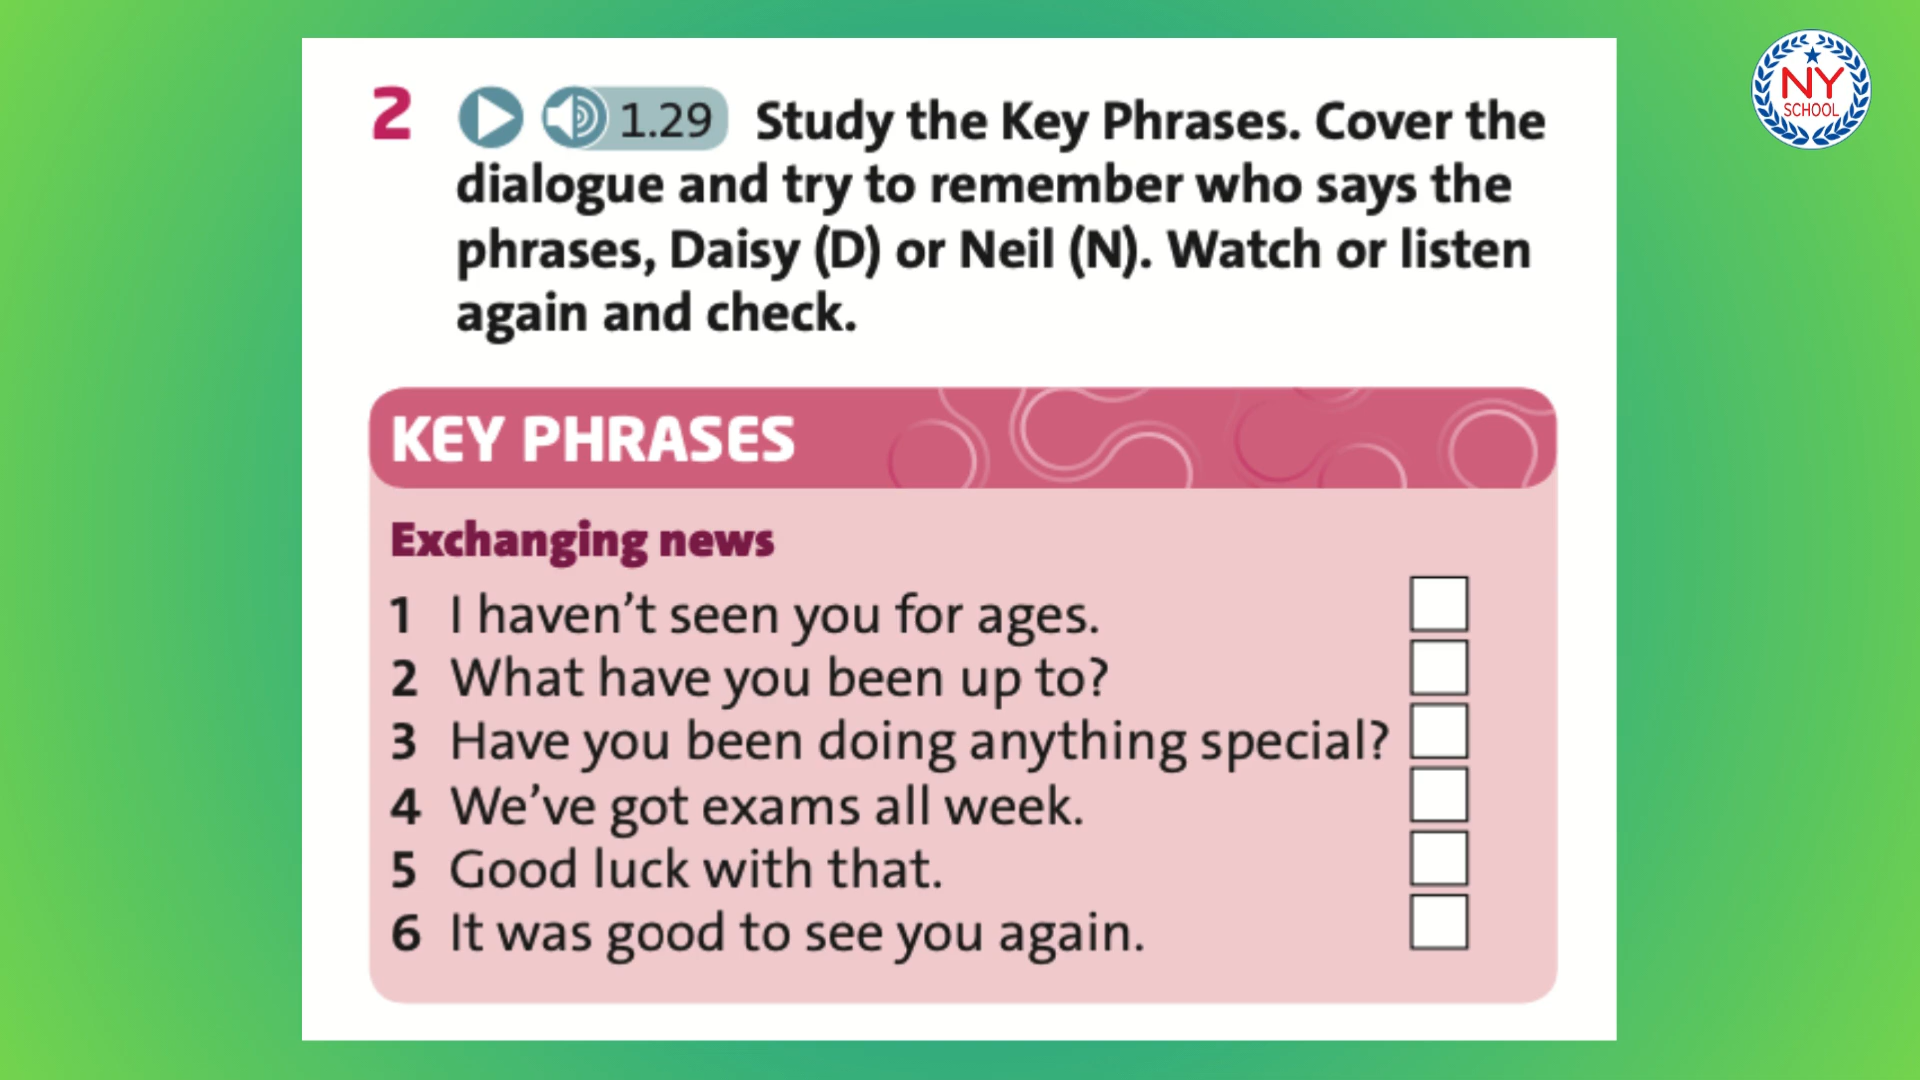 NY
SCHOOL
2 1.29 Study the Key Phrases. Cover the
dialogue and try to remember who says the
phrases, Daisy (D) or Neil (N). Watch or listen
again and check.
KEY PHRASES
Exchanging news
1 I haven’t seen you for ages.
2 What have you been up to?
3 Have you been doing anything special?
4 We’ve got exams all week.
5 Good luck with that.
6 It was good to see you again.